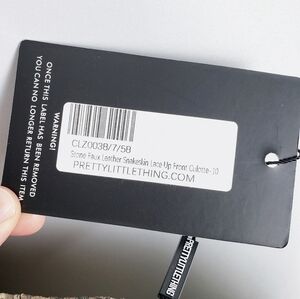 WARNING!
ONCE THIS LABEL HAS BEEN REMOVED
YOU CAN NO LONGER RETURN THIS ITEM
CLZ0038/7/58
Stone Faux Leather Snakeskin Lace Up Front Culotte-10
PRETTYLITTLETHING.COM
#PRETTYLITTLETHING